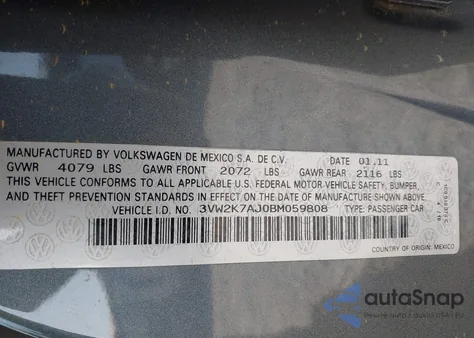 MANUFACTURED BY VOLKSWAGEN DE MEXICO S.A. DE C.V. DATE 01.11
GVWR 4079 LBS GAWR FRONT 2072 LBS GAWR REAR 2116 LBS
THIS VEHICLE CONFORMS TO ALL APPLICABLE U.S. FEDERAL MOTOR VEHICLE SAFETY, BUMPER,
AND THEFT PREVENTION STANDARDS IN EFFECT ON THE DATE OF MANUFACTURE SHOWN ABOVE.
VEHICLE I.D. NO. 3VW2K7AJ0BM059808 TYPE: PASSENGER CAR
COUNTRY OF ORIGIN: MEXICO
autoSnap